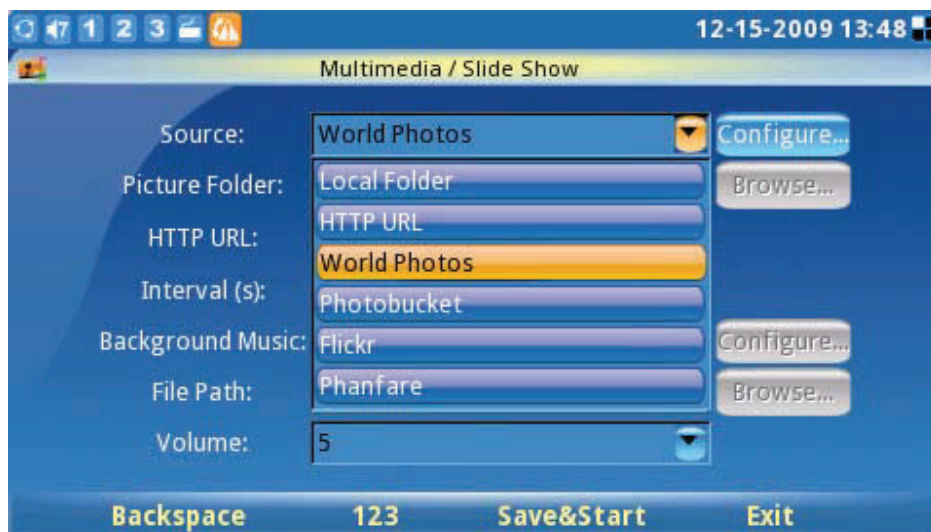 47 1 2 3 12-15-2009 13:48
Multimedia / Slide Show
Source: World Photos Configure...
Picture Folder: Local Folder Browse...
HTTP URL: HTTP URL
World Photos
Interval (s): Photobucket
Background Music: Flickr Configure...
File Path: Phanfare Browse...
Volume: 5
Backspace 123 Save&Start Exit